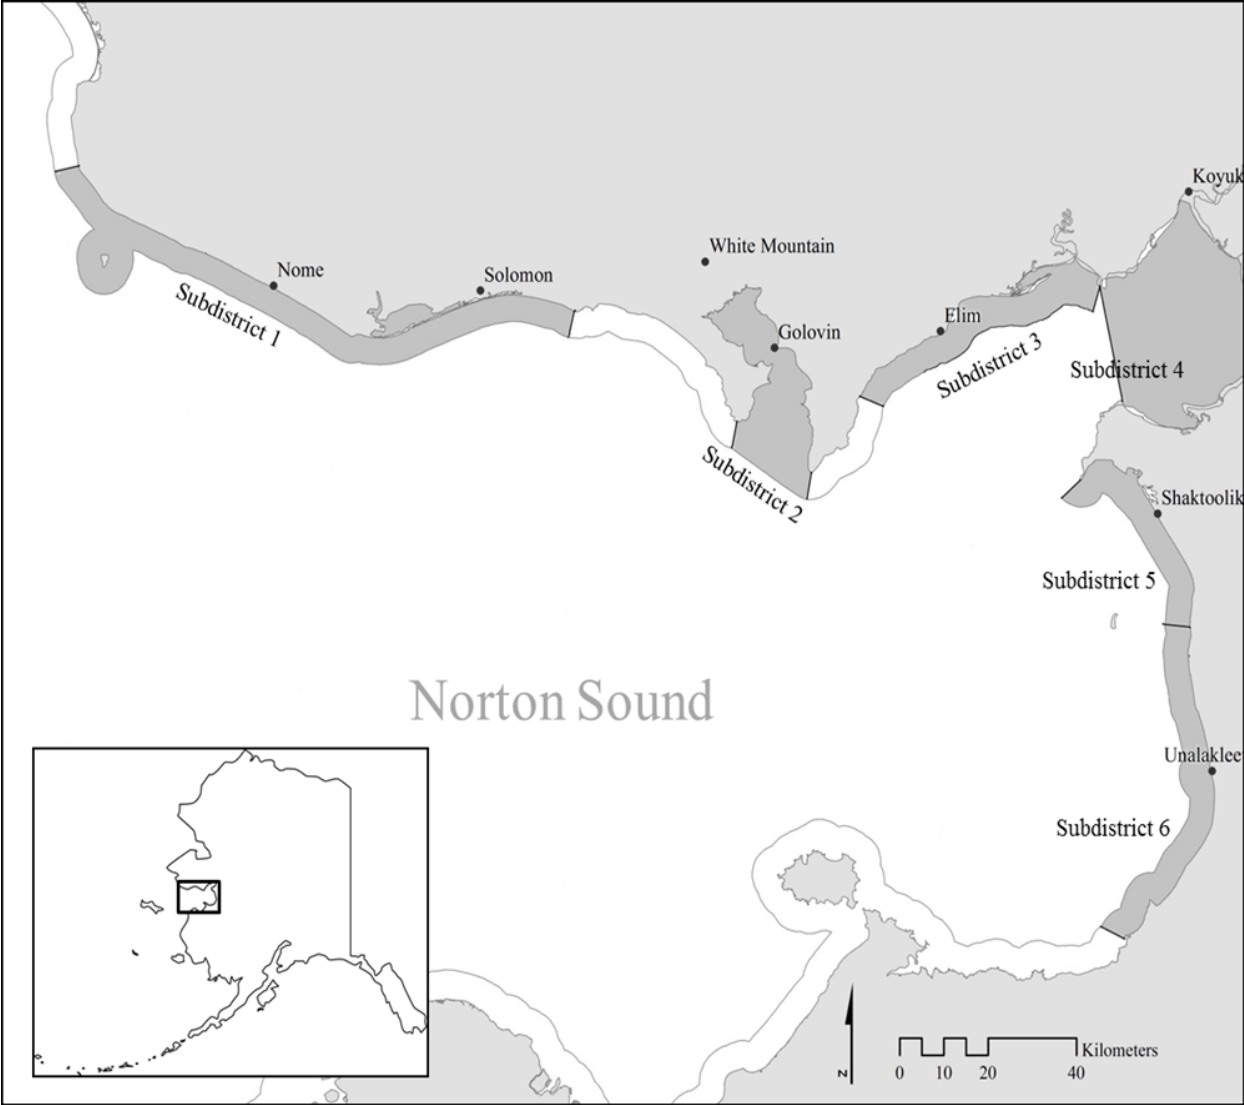 Koyuk
White Mountain
Nome
Solomon
Subdistrict 1
Golovin
Elim
Subdistrict 3
Subdistrict 4
Subdistrict 2
Shaktoolik
Subdistrict 5
Norton Sound
Unalakleet
Subdistrict 6
N
Kilometers
0 10 20 40